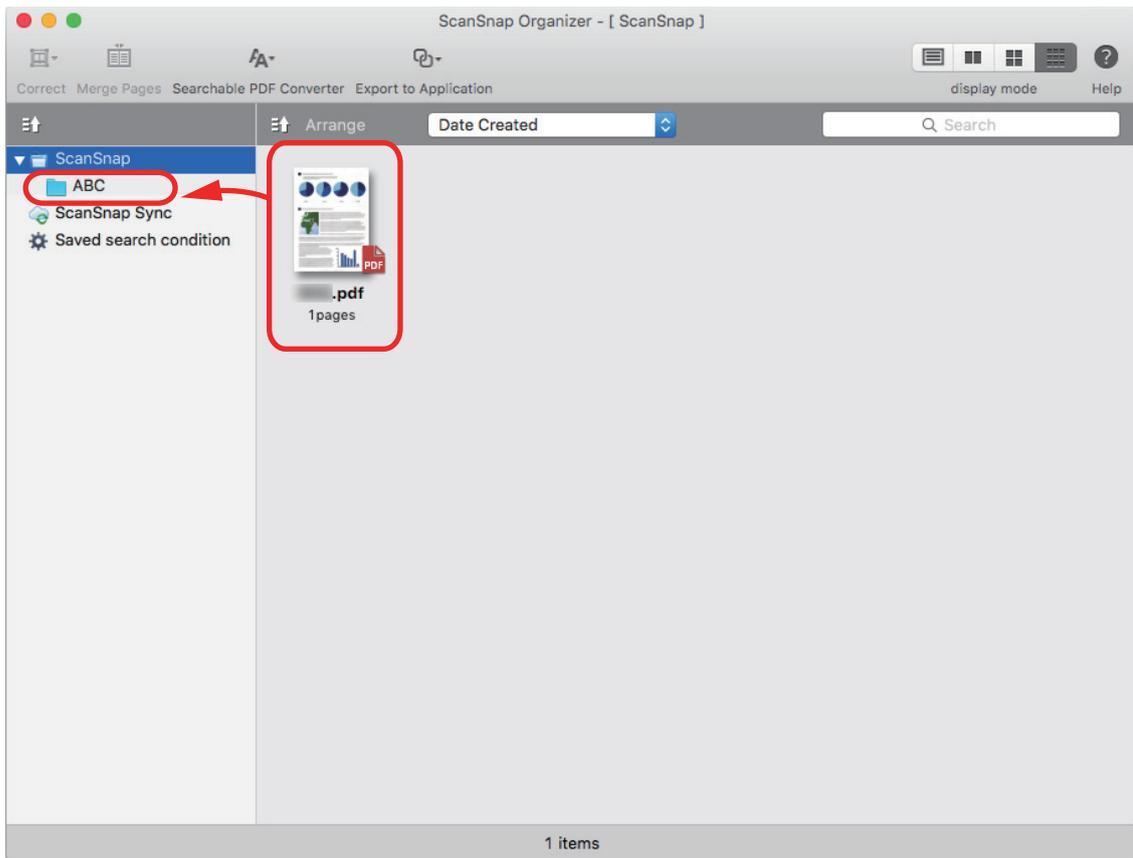 ScanSnap Organizer - [ ScanSnap ]
Correct Merge Pages Searchable PDF Converter Export to Application display mode Help
Arrange Date Created Search
ScanSnap
ABC
ScanSnap Sync
Saved search condition
PDF
.pdf
1pages
1 items